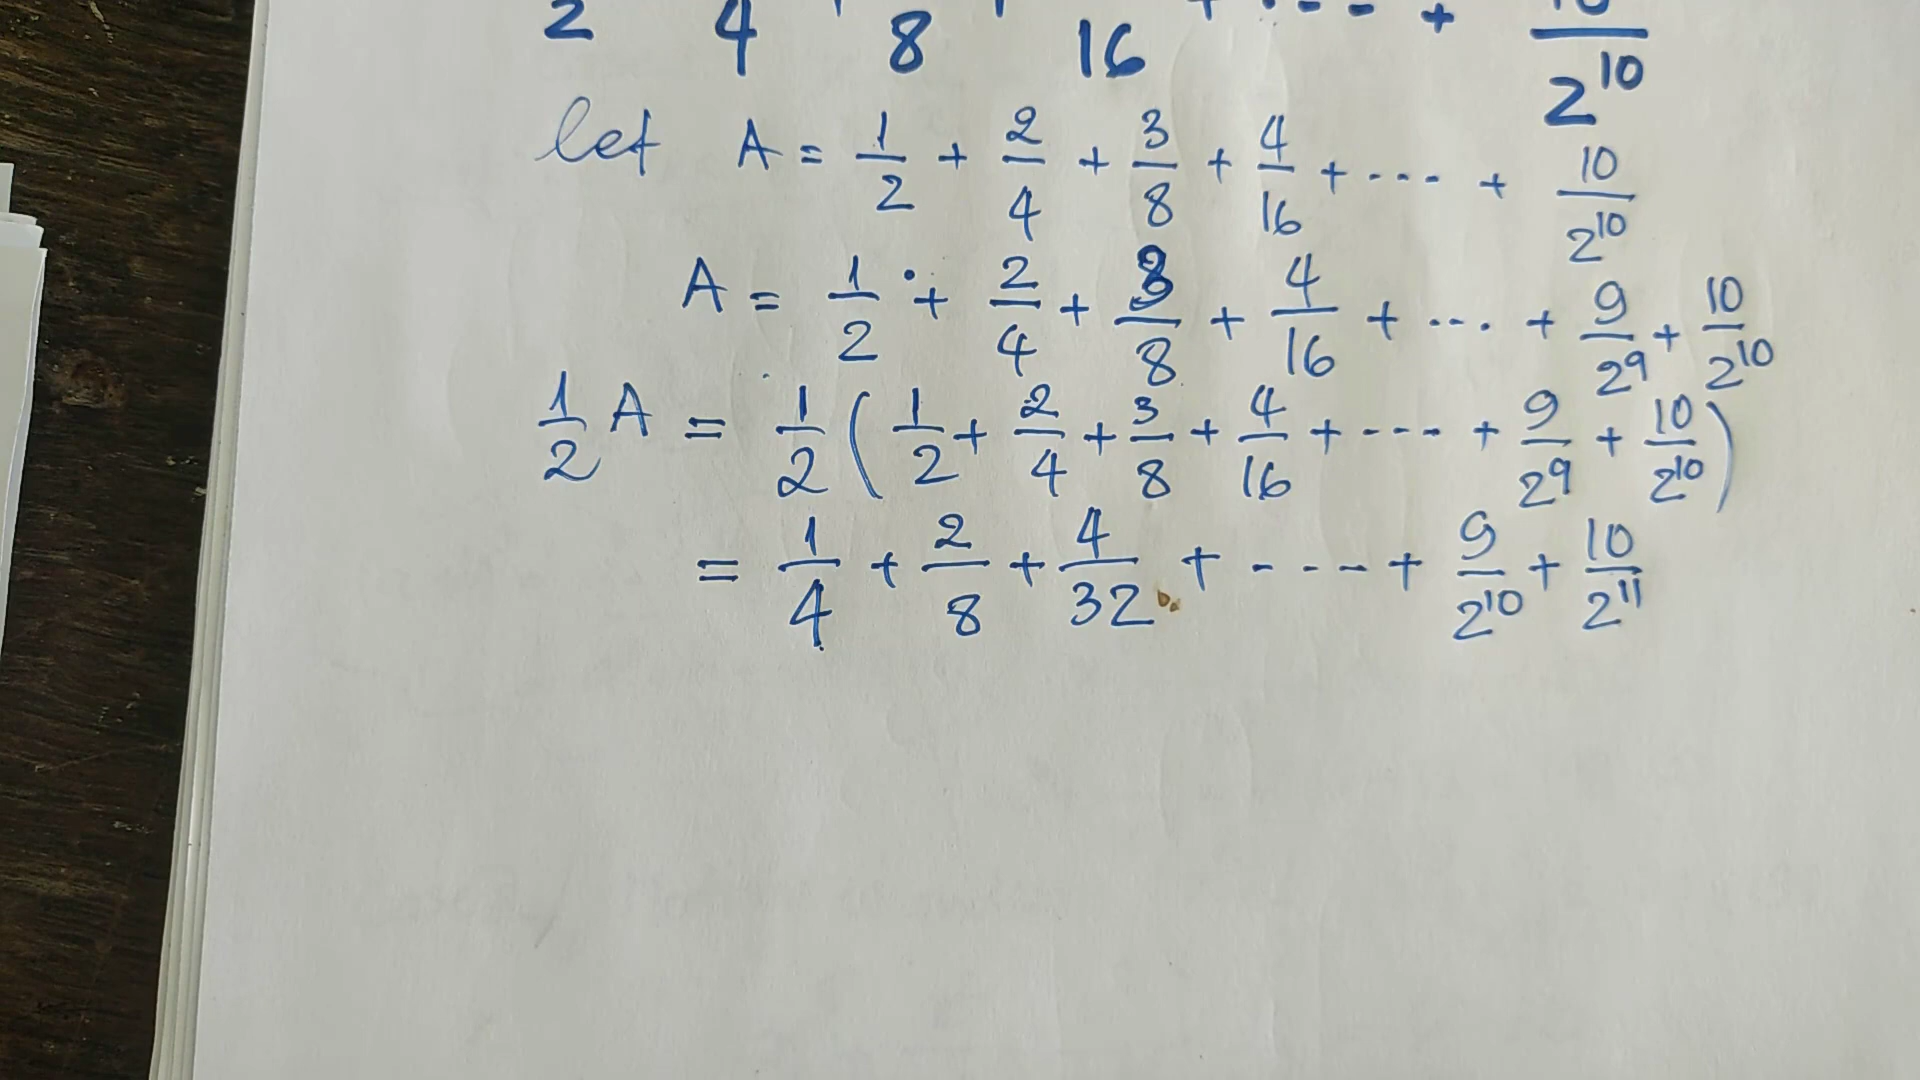 2 4 8 16 + ... + 10/2^10
let A = 1/2 + 2/4 + 3/8 + 4/16 + ... + 10/2^10
A = 1/2 + 2/4 + 3/8 + 4/16 + ... + 9/2^9 + 10/2^10
1/2 A = 1/2 ( 1/2 + 2/4 + 3/8 + 4/16 + ... + 9/2^9 + 10/2^10 )
= 1/4 + 2/8 + 4/32 + ... + 9/2^10 + 10/2^11